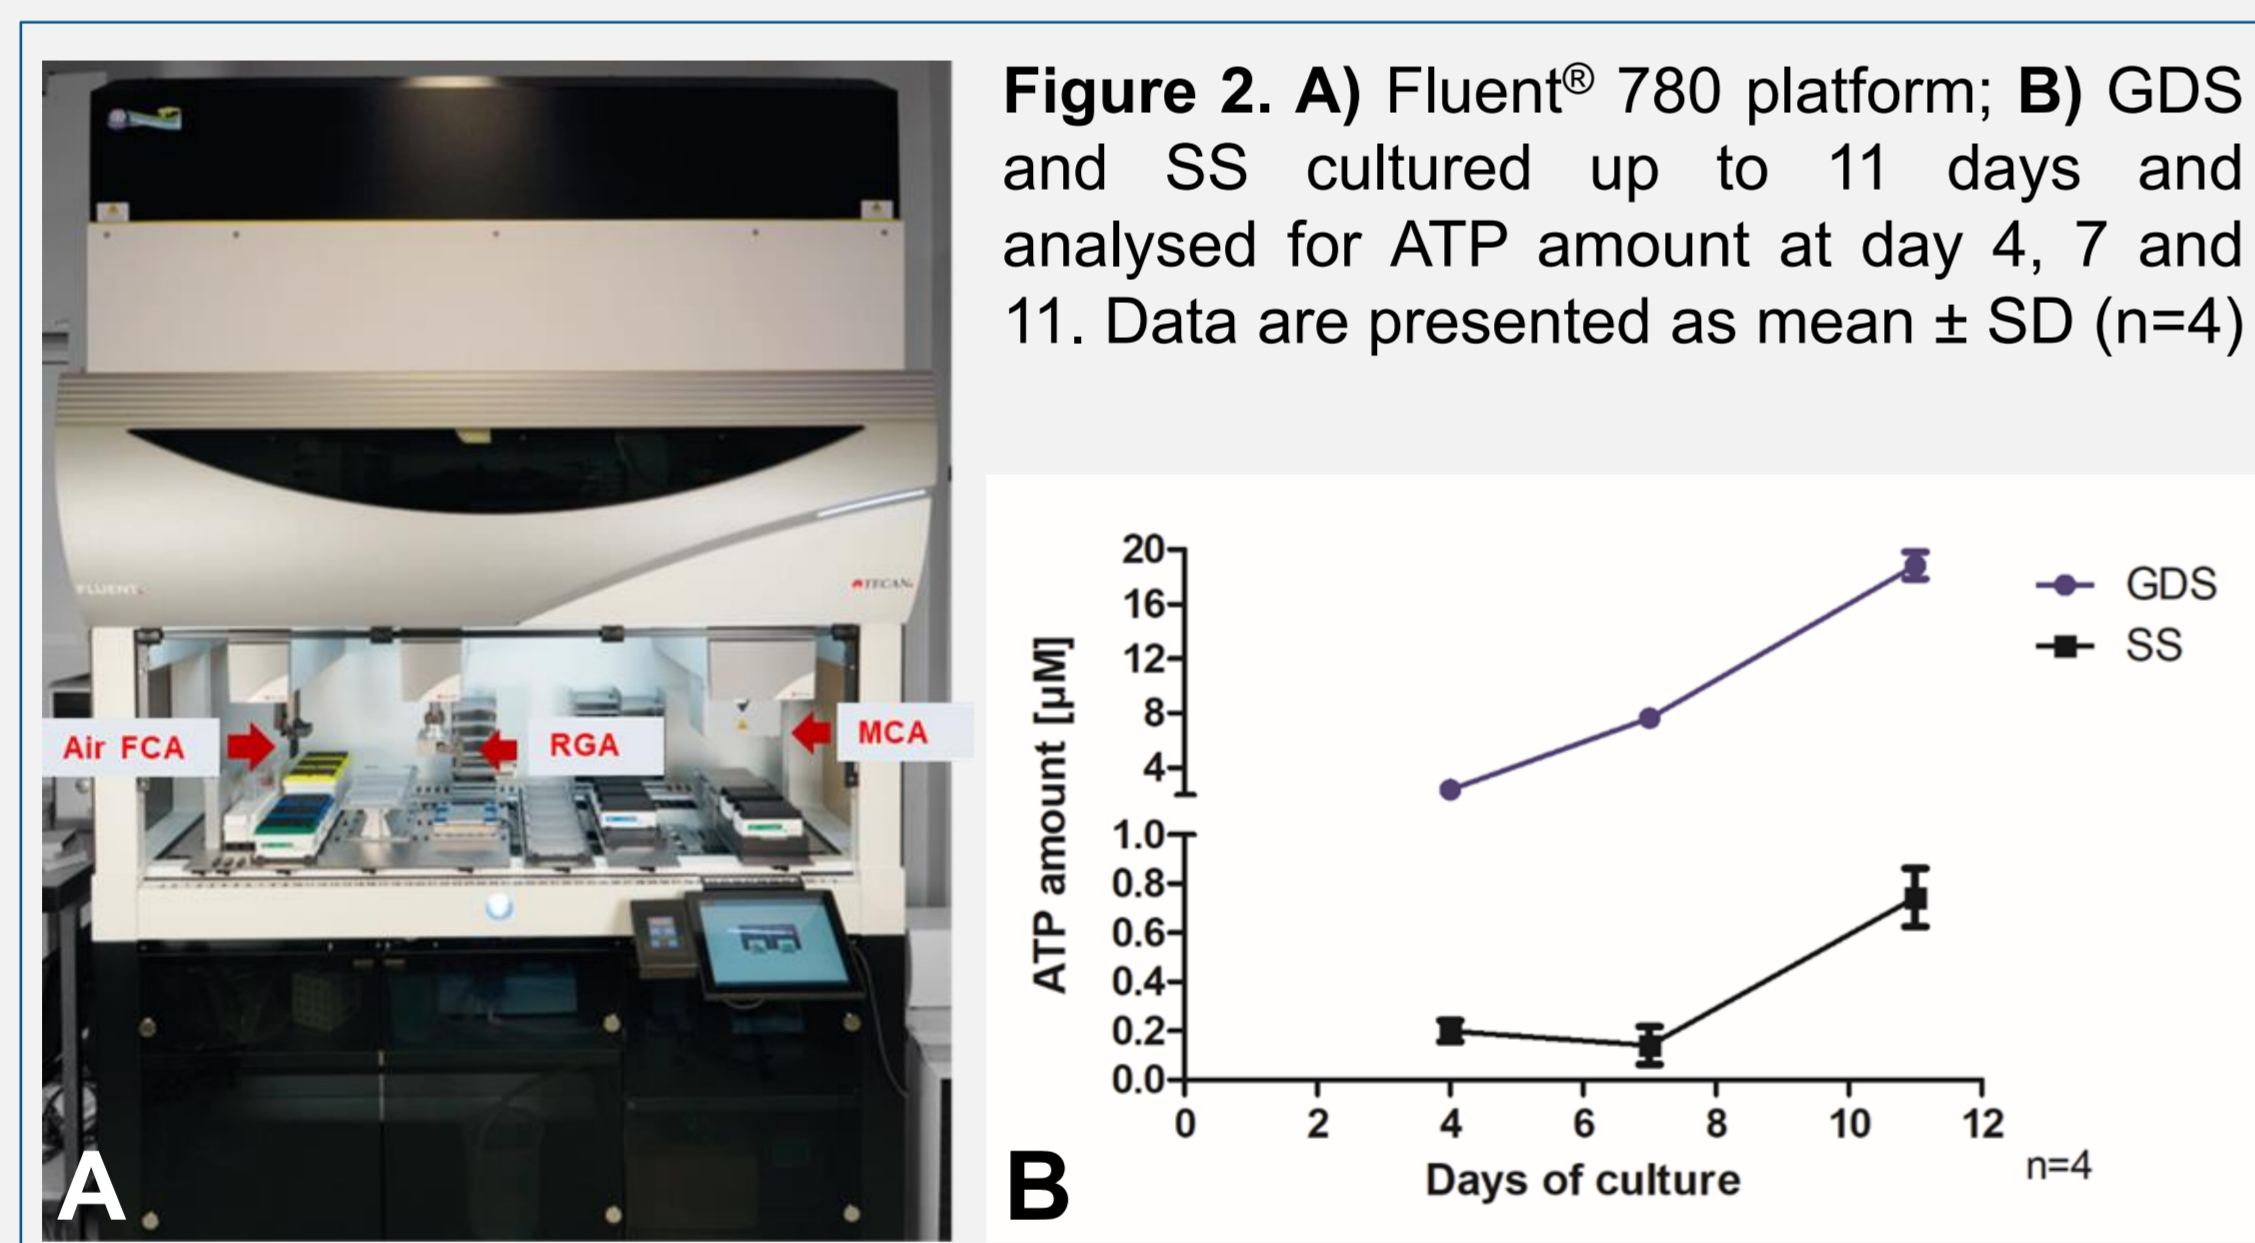 Figure 2. A) Fluent® 780 platform; B) GDS
and SS cultured up to 11 days and
analysed for ATP amount at day 4, 7 and
11. Data are presented as mean ± SD (n=4)
FLUENT
TECAN
Air FCA
RGA
MCA
A
ATP amount [µM]
20
16
12
8
4
1.0
0.8
0.6
0.4
0.2
0.0
0 2 4 6 8 10 12
Days of culture
GDS
SS
n=4
B